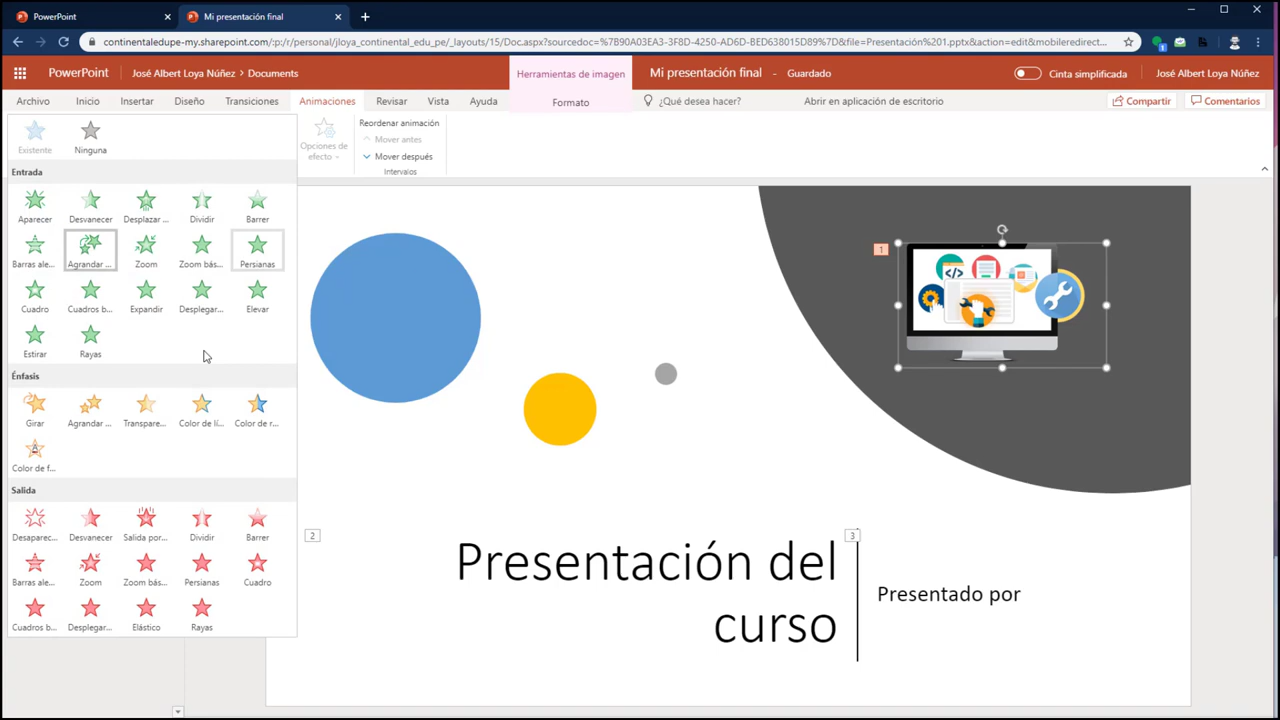 PowerPoint
Mi presentación final
continentaledupe-my.sharepoint.com/:p:/r/personal/jloya_continental_edu_pe/_layouts/15/Doc.aspx?sourcedoc=%7B90A03EA3-3F8D-4250-AD6D-BED638015D89%7D&file=Presentación%201.pptx&action=edit&mobileredirect...
PowerPoint
José Albert Loya Núñez > Documents
Herramientas de imagen
Mi presentación final - Guardado
Cinta simplificada
José Albert Loya Núñez
Archivo Inicio Insertar Diseño Transiciones Animaciones Revisar Vista Ayuda Formato
¿Qué desea hacer?
Abrir en aplicación de escritorio
Compartir
Comentarios
Existente Ninguna
Opciones de efecto
Reordenar animación
Mover antes
Mover después
Intervalos
Entrada
Aparecer Desvanecer Desplazar ... Dividir Barrer
Barras ale... Agrandar ... Zoom Zoom bás... Persianas
Cuadro Cuadros b... Expandir Desplegar... Elevar
Estirar Rayas
Énfasis
Girar Agrandar ... Transpare... Color de lí... Color de r...
Color de f...
Salida
Desaparec... Desvanecer Salida por... Dividir Barrer
Barras ale... Zoom Zoom bás... Persianas Cuadro
Cuadros b... Desplegar... Elástico Rayas
1
</>
2
3
Presentación del
curso
Presentado por